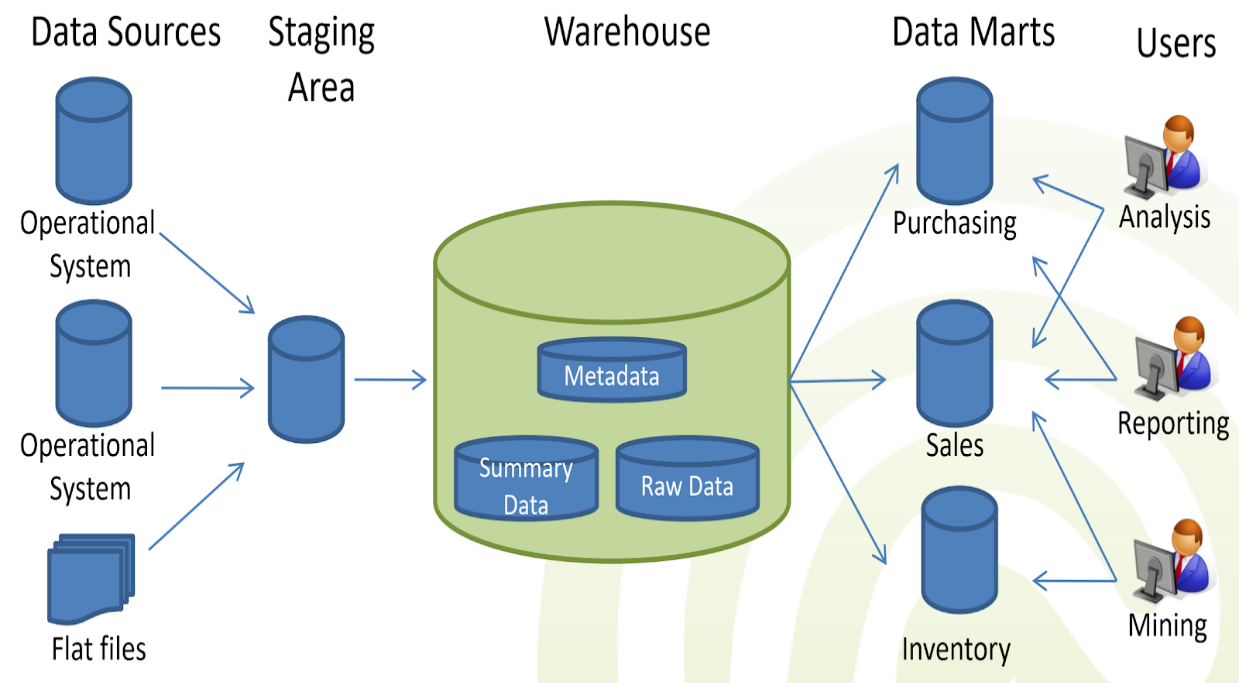 Data Sources
Staging
Area
Warehouse
Data Marts
Users
Operational
System
Operational
System
Flat files
Metadata
Summary
Data
Raw Data
Purchasing
Sales
Inventory
Analysis
Reporting
Mining